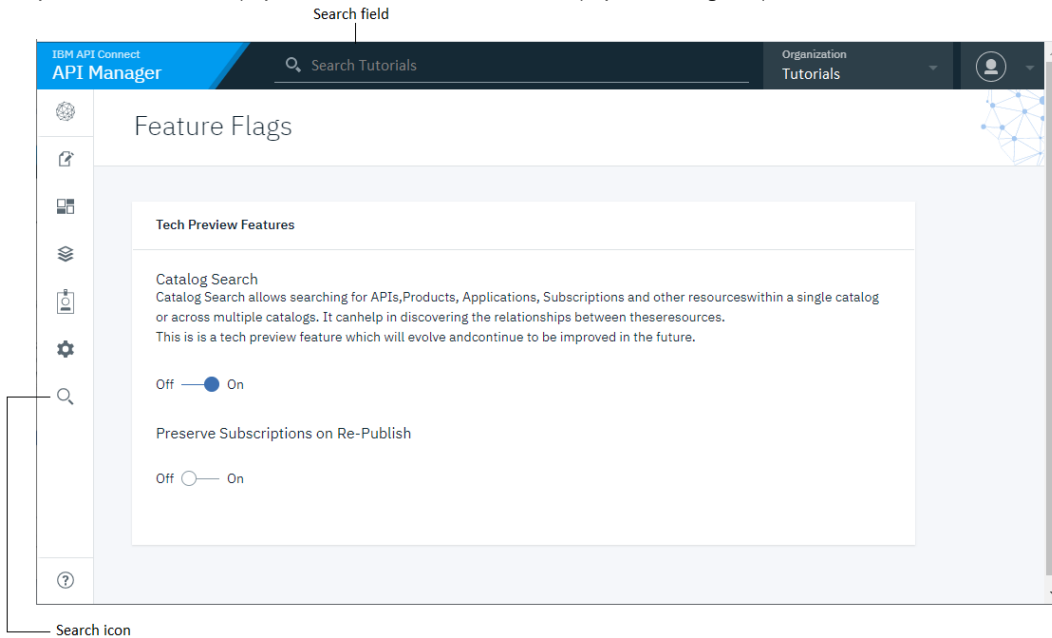 Search field
IBM API Connect
API Manager
Search Tutorials
Organization
Tutorials
Feature Flags
Tech Preview Features
Catalog Search
Catalog Search allows searching for APIs,Products, Applications, Subscriptions and other resourceswithin a single catalog
or across multiple catalogs. It canhelp in discovering the relationships between theseresources.
This is is a tech preview feature which will evolve andcontinue to be improved in the future.
Off On
Preserve Subscriptions on Re-Publish
Off On
?
Search icon